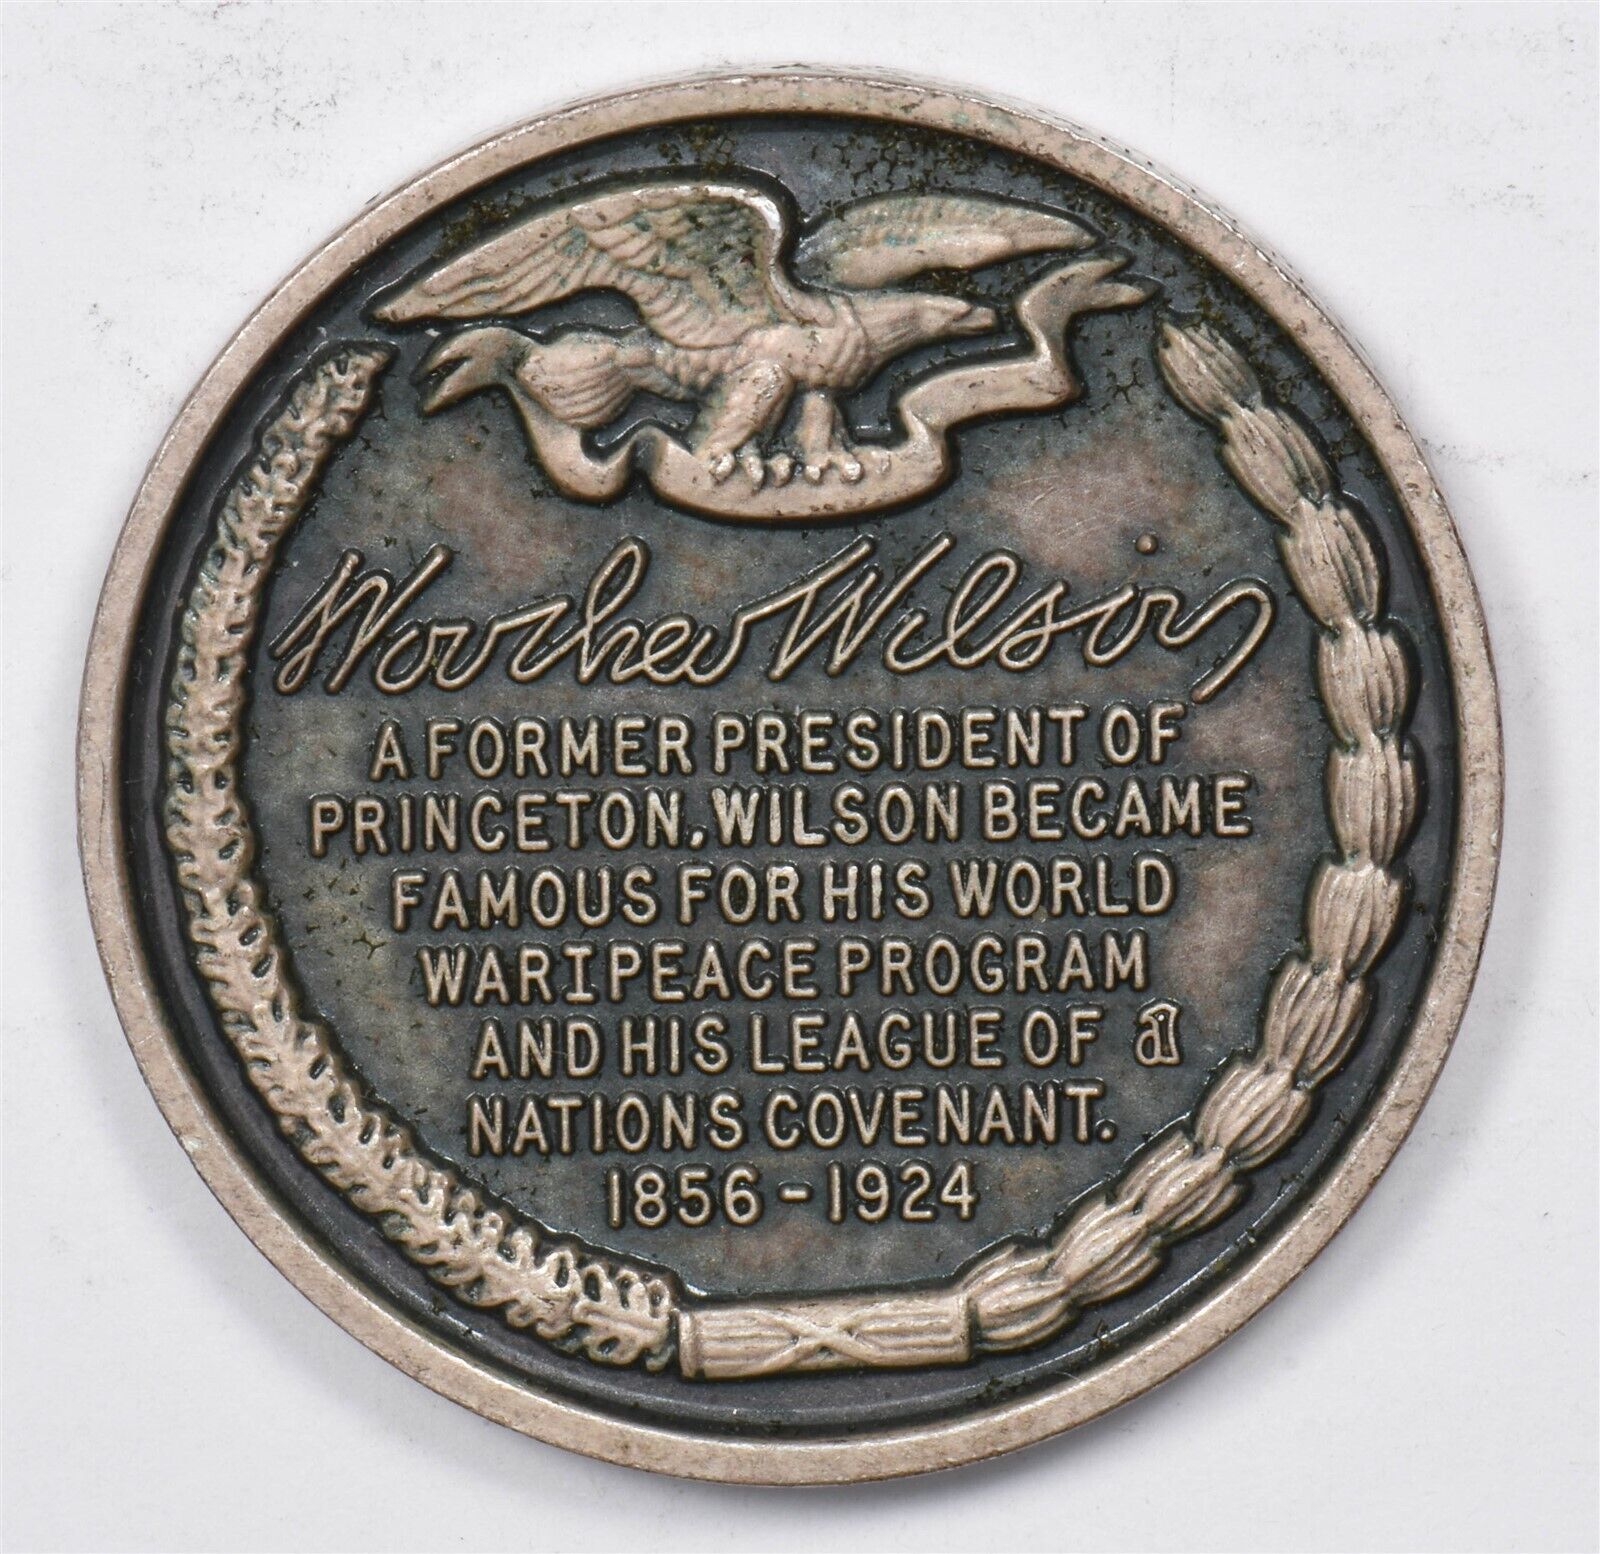 Woodrow Wilson
A FORMER PRESIDENT OF
PRINCETON, WILSON BECAME
FAMOUS FOR HIS WORLD
WAR I PEACE PROGRAM
AND HIS LEAGUE OF
NATIONS COVENANT.
1856-1924